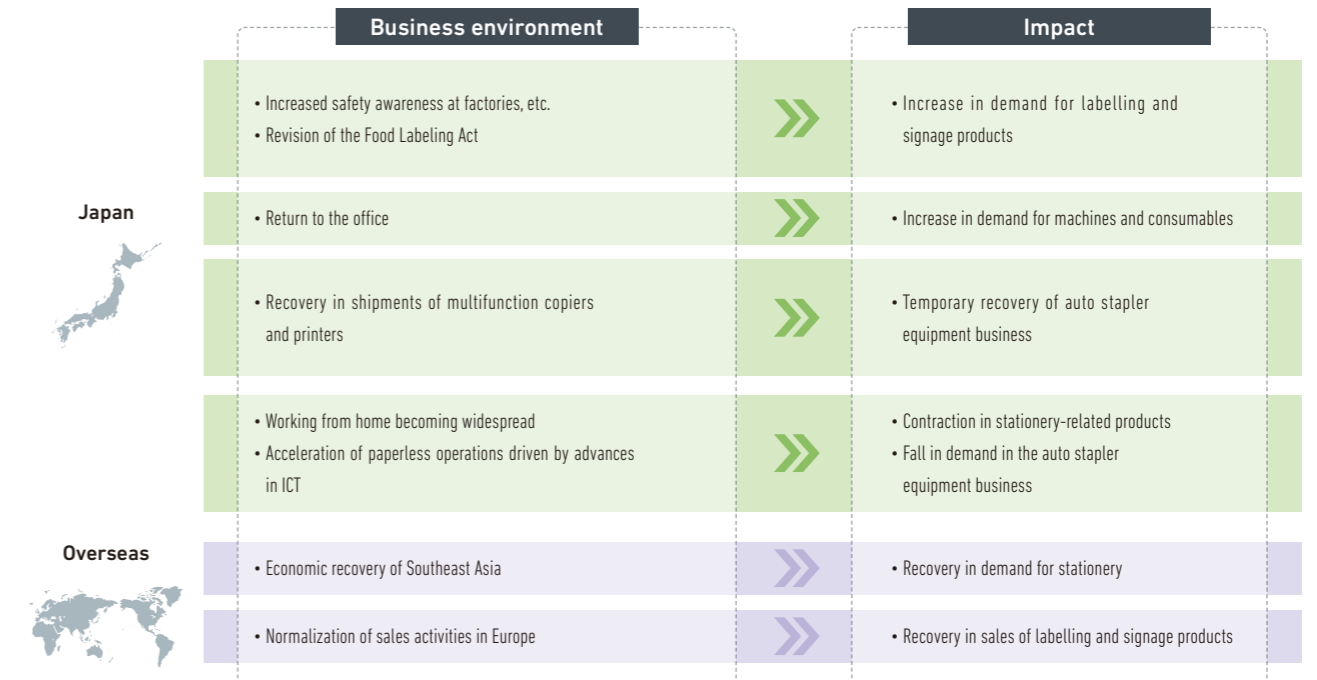 Business environment
Impact
• Increased safety awareness at factories, etc.
• Revision of the Food Labeling Act
• Increase in demand for labelling and
signage products
Japan
• Return to the office
• Increase in demand for machines and consumables
• Recovery in shipments of multifunction copiers
and printers
• Temporary recovery of auto stapler
equipment business
• Working from home becoming widespread
• Acceleration of paperless operations driven by advances
in ICT
• Contraction in stationery-related products
• Fall in demand in the auto stapler
equipment business
Overseas
• Economic recovery of Southeast Asia
• Recovery in demand for stationery
• Normalization of sales activities in Europe
• Recovery in sales of labelling and signage products